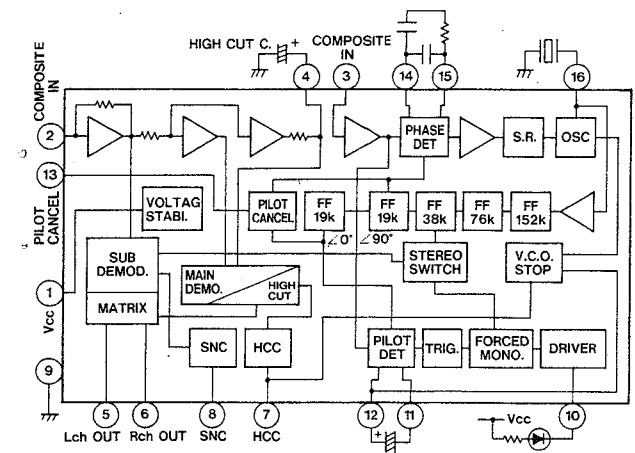 HIGH CUT C.
+
COMPOSITE
IN
4
3
14
15
16
COMPOSITE
IN
2
PHASE
DET
S.R.
OSC
13
PILOT
CANCEL
VOLTAG
STABI.
PILOT
CANCEL
FF
19k
FF
19k
FF
38k
FF
76k
FF
152k
∠0°
∠90°
SUB
DEMOD.
MATRIX
MAIN
DEMO.
HIGH
CUT
STEREO
SWITCH
V.C.O.
STOP
1
Vcc
SNC
HCC
PILOT
DET
TRIG.
FORCED
MONO.
DRIVER
9
5
6
8
7
12
11
10
Lch OUT
Rch OUT
SNC
HCC
+
Vcc